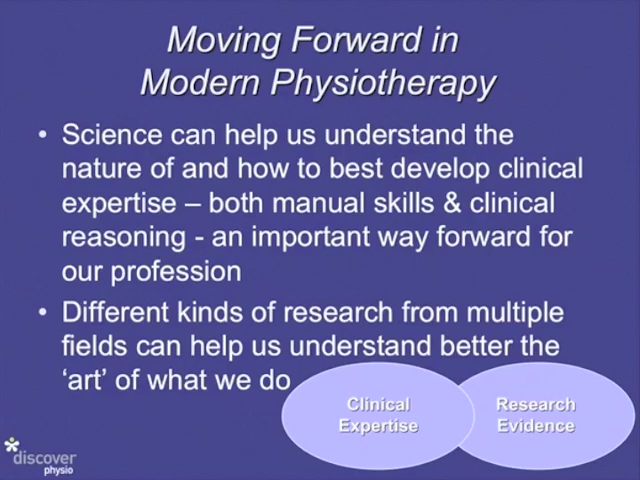 Moving Forward in
Modern Physiotherapy
• Science can help us understand the
nature of and how to best develop clinical
expertise – both manual skills & clinical
reasoning - an important way forward for
our profession
• Different kinds of research from multiple
fields can help us understand better the
‘art’ of what we do
Clinical
Expertise
Research
Evidence
discover
physio